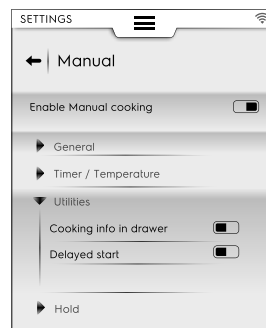 SETTINGS
Manual
Enable Manual cooking
General
Timer / Temperature
Utilities
Cooking info in drawer
Delayed start
Hold